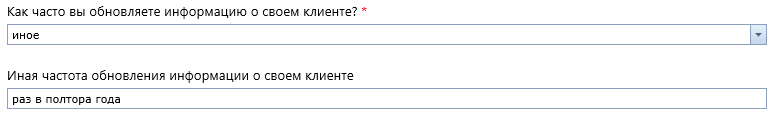 Как часто вы обновляете информацию о своем клиенте? *
иное
Иная частота обновления информации о своем клиенте
раз в полтора года